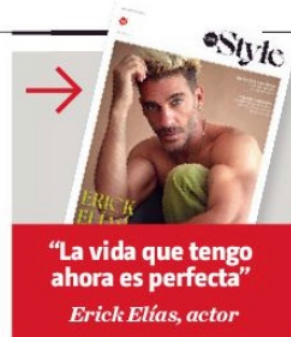 Style
ERICK
ELÍAS
“La vida que tengo
ahora es perfecta”
Erick Elías, actor